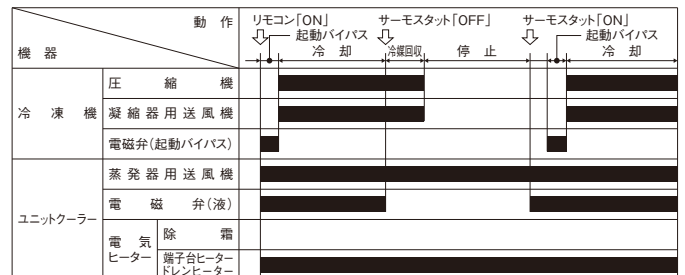 動 作
機 器
リモコン「ON」
サーモスタット「OFF」
サーモスタット「ON」
起動バイパス
起動バイパス
冷 却
冷媒回収
停 止
冷 却
冷 凍 機
圧 縮 機
凝 縮 器 用 送 風 機
電磁弁(起動バイパス)
ユニットクーラー
蒸 発 器 用 送 風 機
電 磁 弁(液)
電 気
ヒーター
除 霜
端子台ヒーター
ドレンヒーター